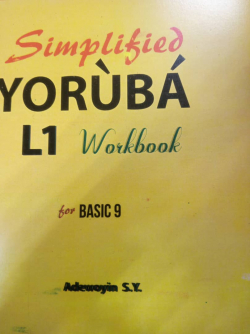 Simplified
YORÙBÁ
L1 Workbook
for BASIC 9
Adewoyin S.Y.